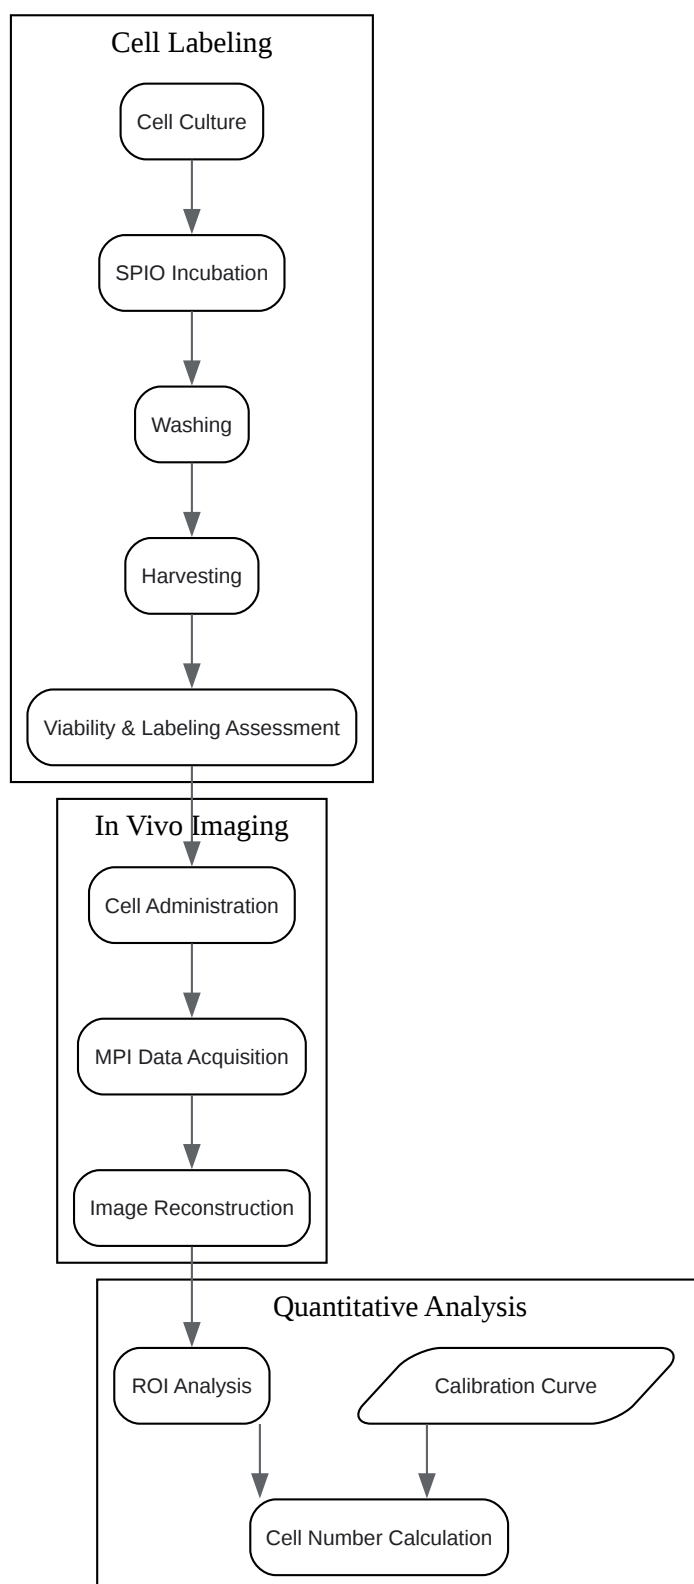 Cell Labeling
Cell Culture
SPIO Incubation
Washing
Harvesting
Viability & Labeling Assessment
In Vivo Imaging
Cell Administration
MPI Data Acquisition
Image Reconstruction
Quantitative Analysis
ROI Analysis
Calibration Curve
Cell Number Calculation